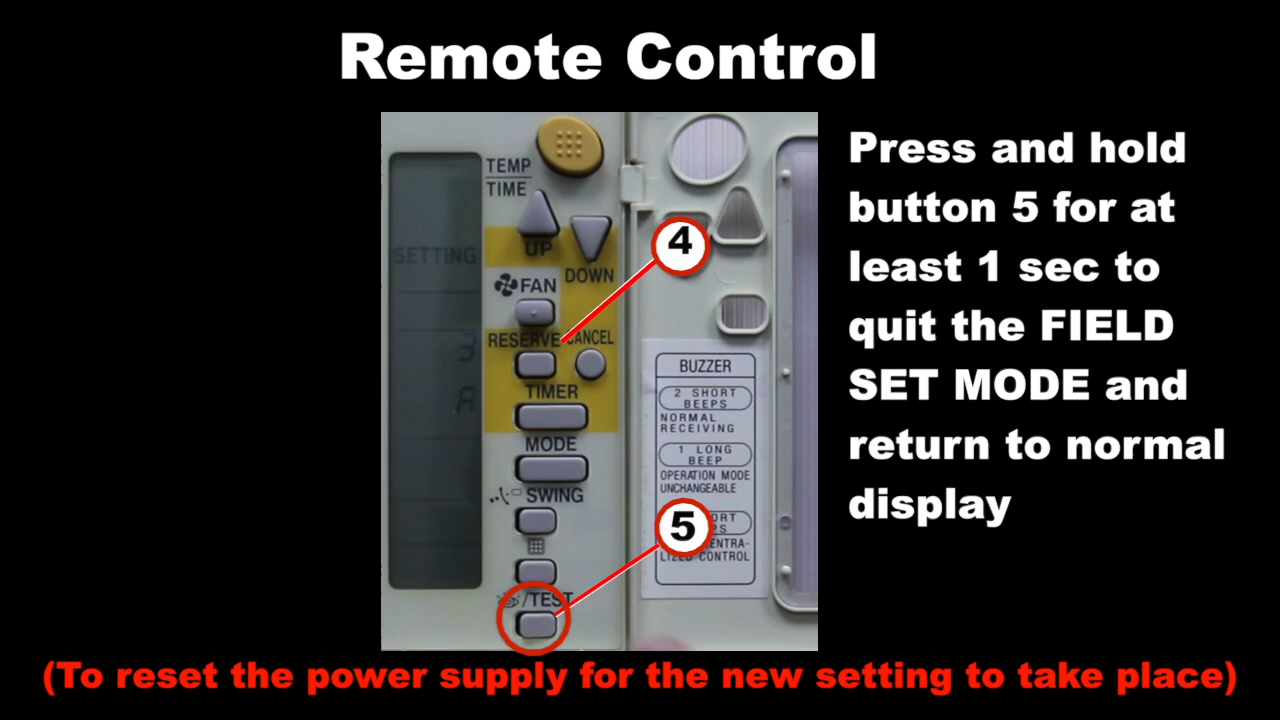 Remote Control
Press and hold
button 5 for at
least 1 sec to
quit the FIELD
SET MODE and
return to normal
display
TEMP
TIME
UP
DOWN
SETTING
FAN
3
A
RESERVE CANCEL
TIMER
MODE
SWING
/TEST
4
5
BUZZER
2 SHORT
BEEPS
NORMAL
RECEIVING
1 LONG
BEEP
OPERATION MODE
UNCHANGEABLE
CONTROL
(To reset the power supply for the new setting to take place)